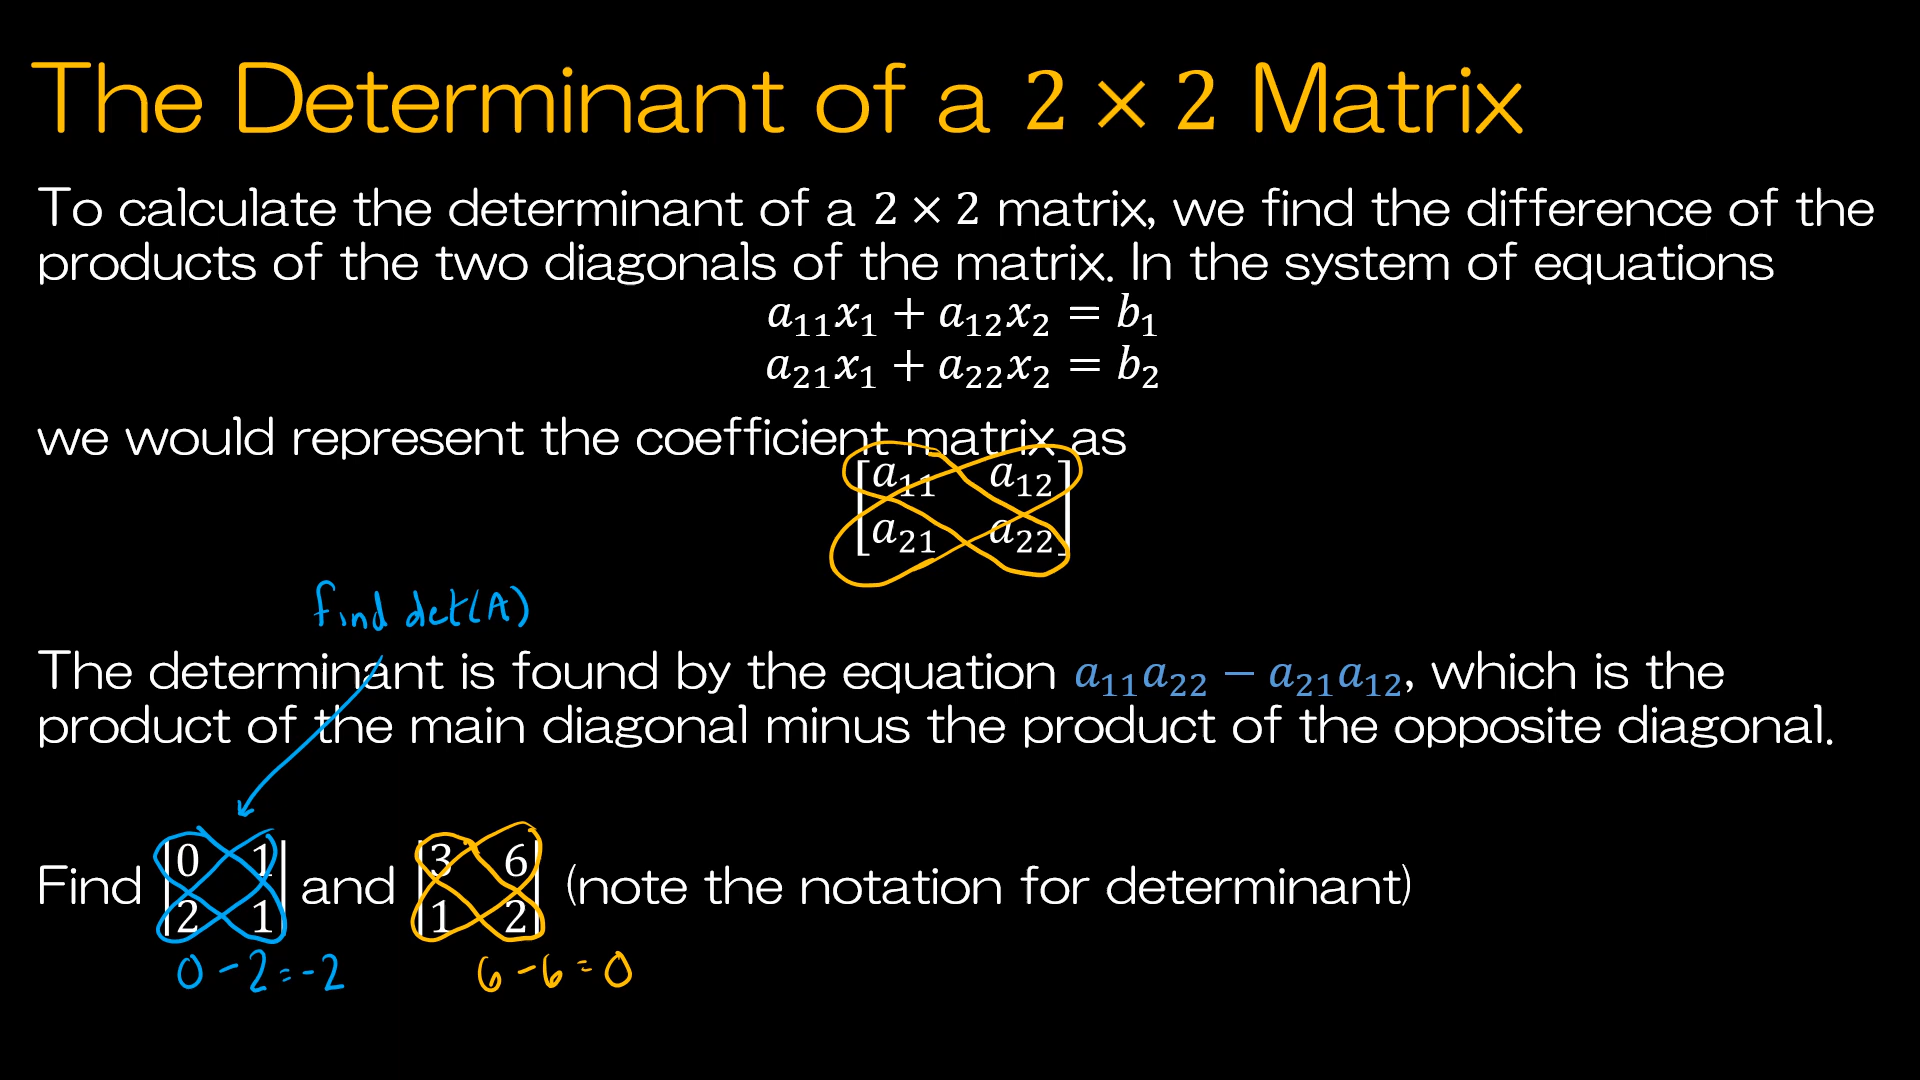 The Determinant of a 2 × 2 Matrix
To calculate the determinant of a 2 × 2 matrix, we find the difference of the
products of the two diagonals of the matrix. In the system of equations
a₁₁x₁ + a₁₂x₂ = b₁
a₂₁x₁ + a₂₂x₂ = b₂
we would represent the coefficient matrix as
[a₁₁ a₁₂
a₂₁ a₂₂]
find det(A)
The determinant is found by the equation a₁₁a₂₂ − a₂₁a₁₂, which is the
product of the main diagonal minus the product of the opposite diagonal.
Find |0 1| and |3 6| (note the notation for determinant)
|2 1| |1 2|
0 - 2 = -2
6 - 6 = 0